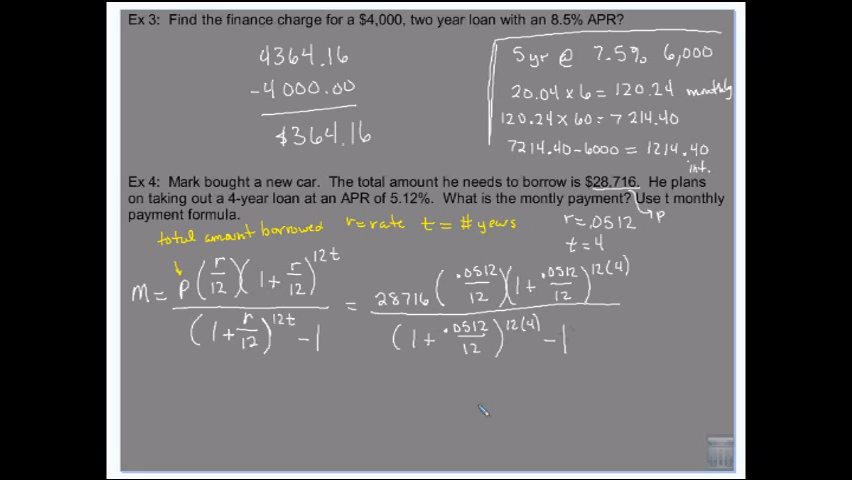 Ex 3: Find the finance charge for a $4,000, two year loan with an 8.5% APR?
4364.16
-4000.00
$364.16
5yr @ 7.5% 6,000
20.04 x 6 = 120.24 monthly
120.24 x 60 = 7214.40
7214.40-6000 = 1214.40
int.
Ex 4: Mark bought a new car. The total amount he needs to borrow is $28,716. He plans
on taking out a 4-year loan at an APR of 5.12%. What is the montly payment? Use t monthly
payment formula.
total amount borrowed r=rate t = # years
r=.0512
P
t=4
m = P(r/12)(1+r/12)^12t / (1+r/12)^12t -1 = 28716(.0512/12)(1+.0512/12)^12(4) / (1+.0512/12)^12(4) -1